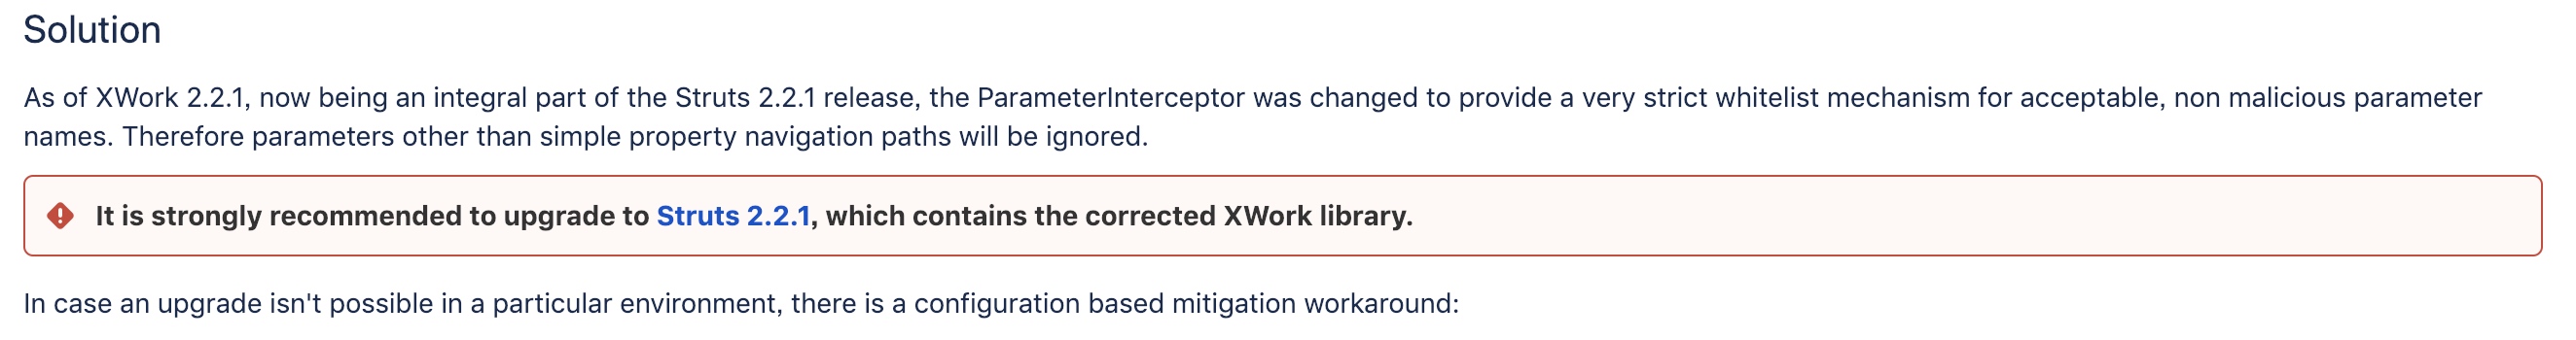 Solution
As of XWork 2.2.1, now being an integral part of the Struts 2.2.1 release, the ParameterInterceptor was changed to provide a very strict whitelist mechanism for acceptable, non malicious parameter
names. Therefore parameters other than simple property navigation paths will be ignored.
It is strongly recommended to upgrade to Struts 2.2.1, which contains the corrected XWork library.
In case an upgrade isn't possible in a particular environment, there is a configuration based mitigation workaround: